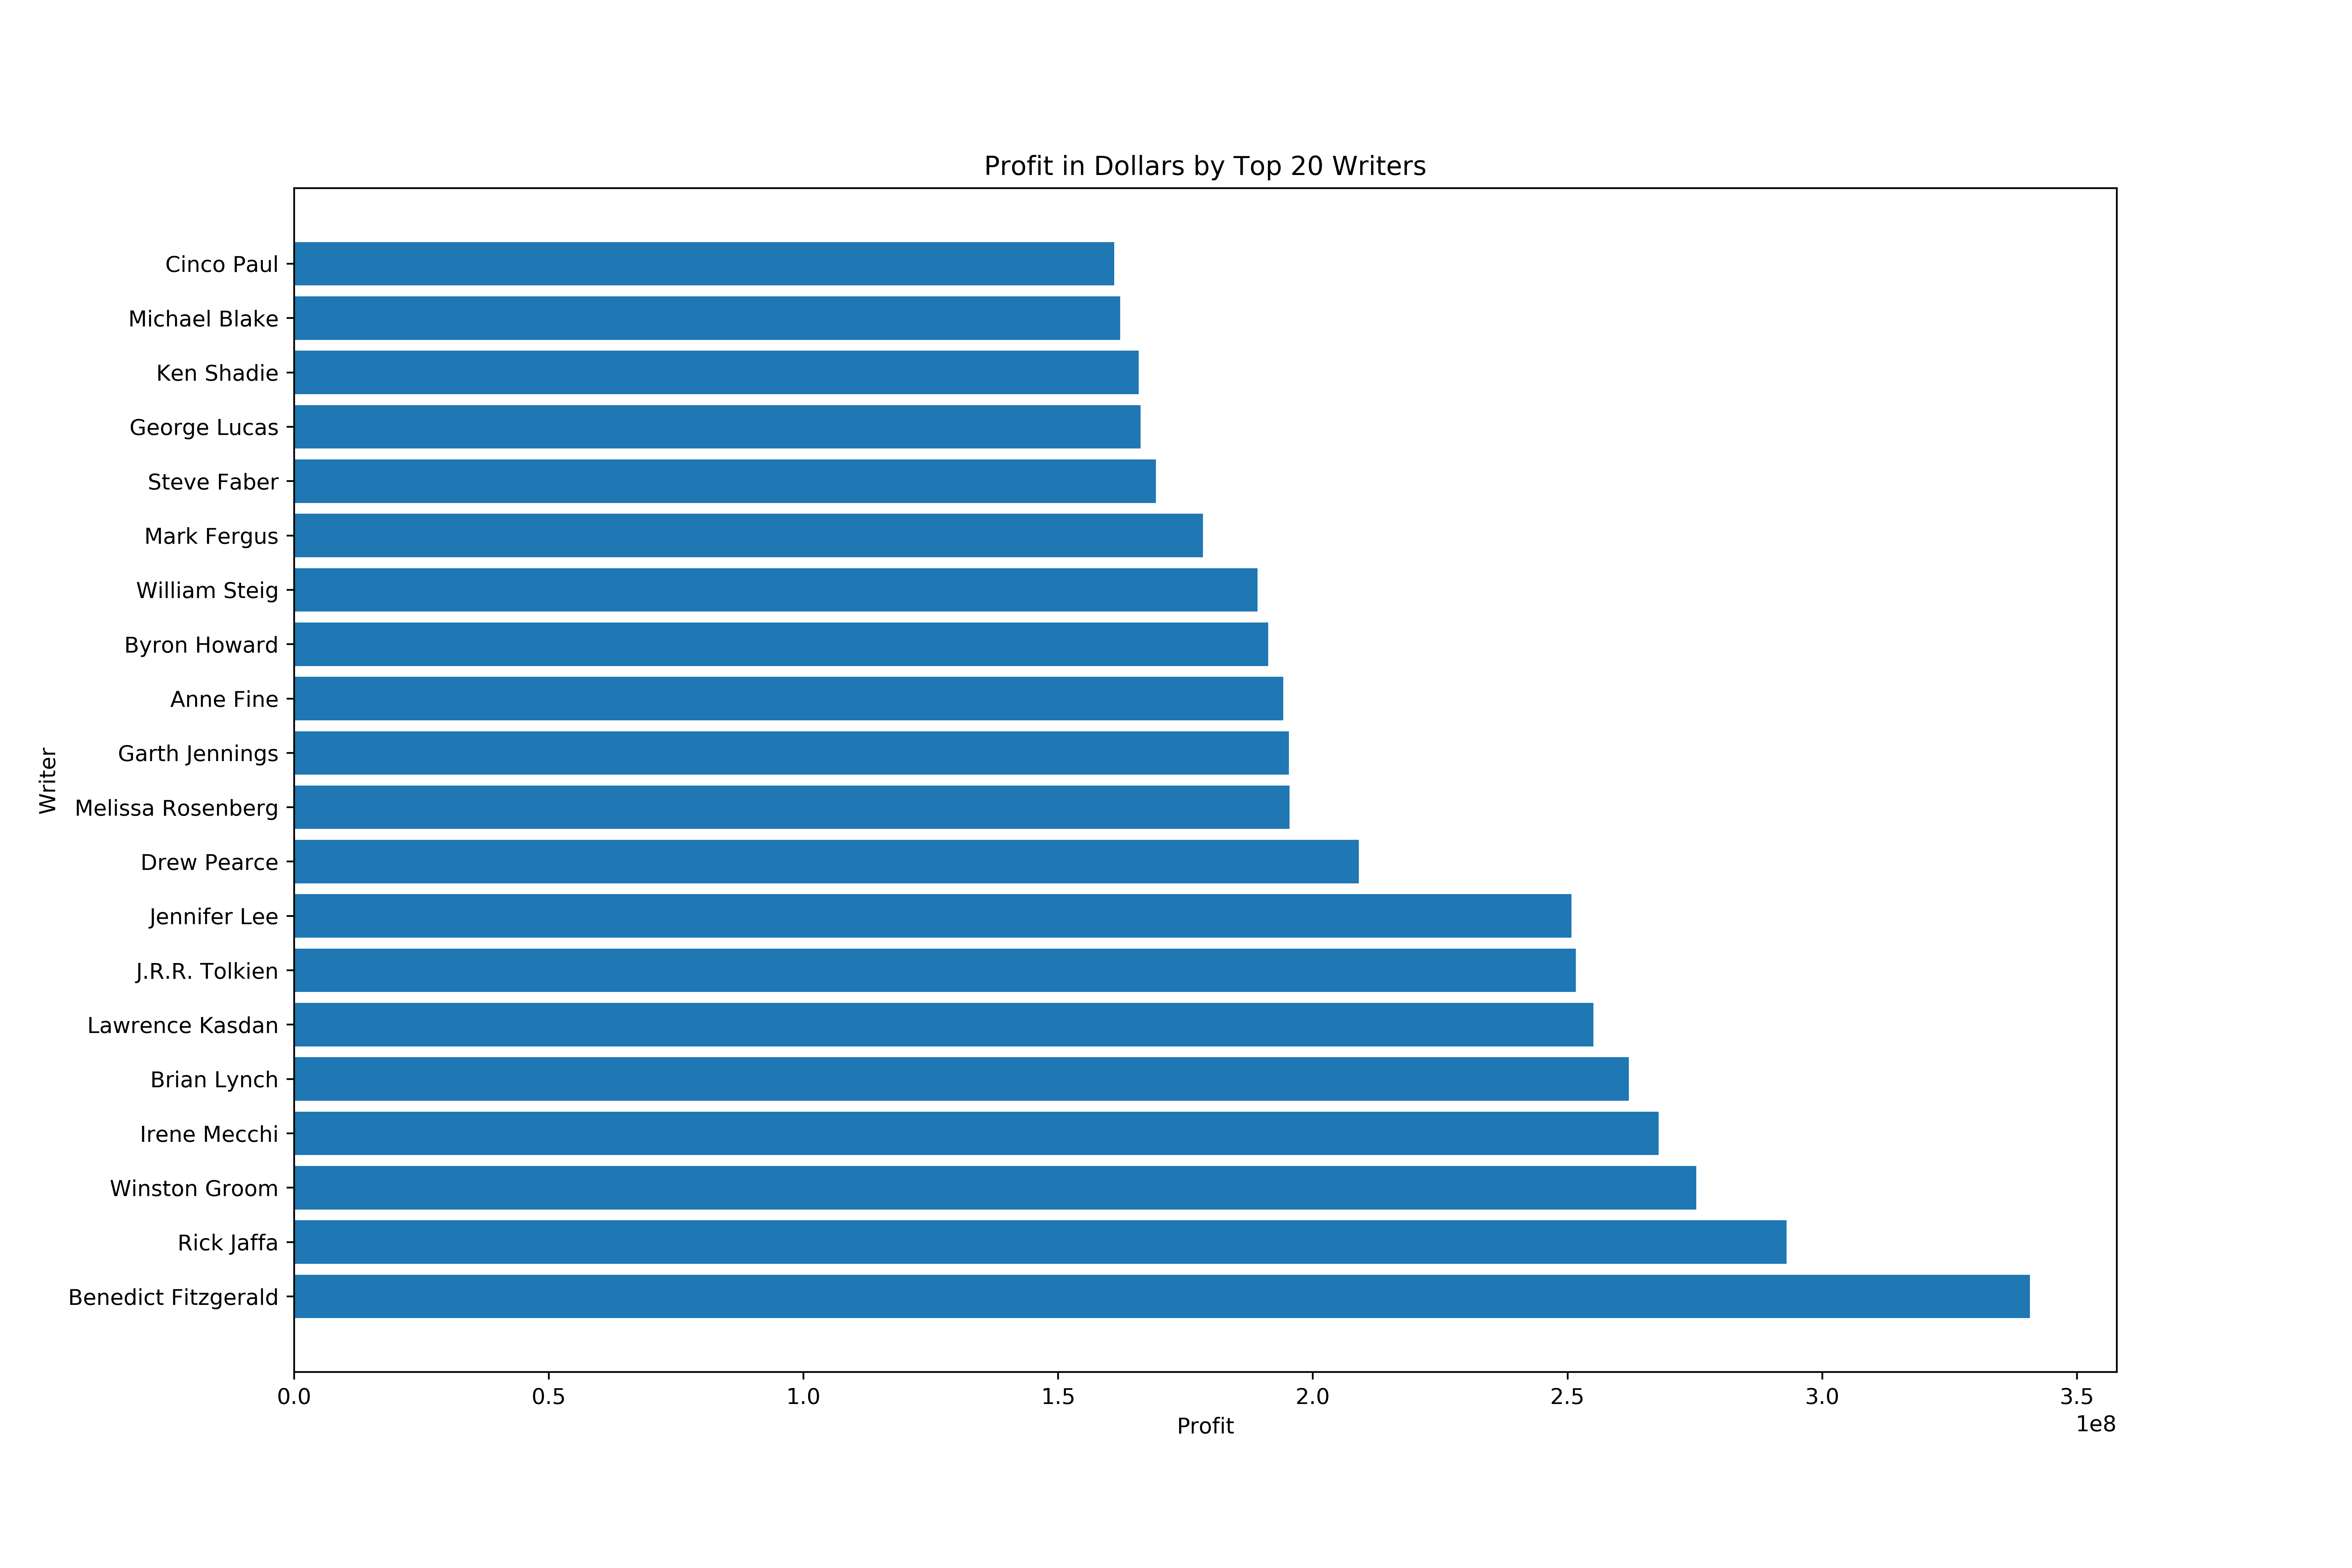 Profit in Dollars by Top 20 Writers
Cinco Paul
Michael Blake
Ken Shadie
George Lucas
Steve Faber
Mark Fergus
William Steig
Byron Howard
Anne Fine
Garth Jennings
Melissa Rosenberg
Drew Pearce
Jennifer Lee
J.R.R. Tolkien
Lawrence Kasdan
Brian Lynch
Irene Mecchi
Winston Groom
Rick Jaffa
Benedict Fitzgerald
Writer
0.0 0.5 1.0 1.5 2.0 2.5 3.0 3.5
1e8
Profit